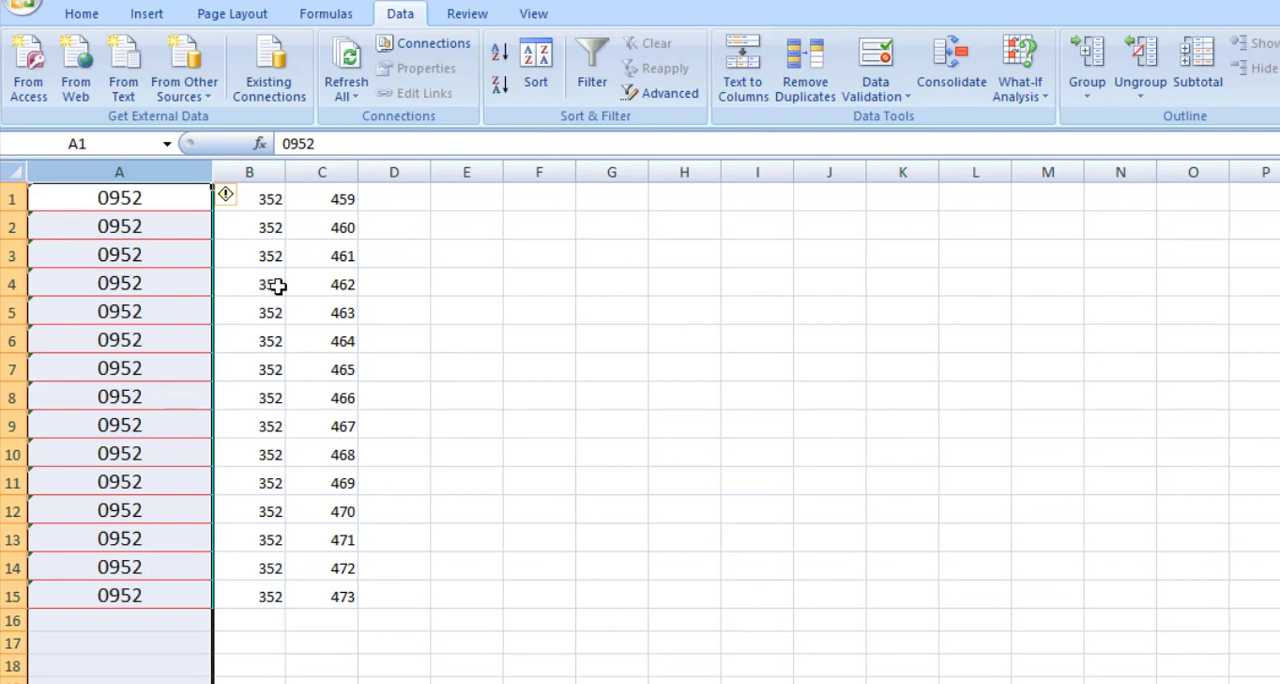 Home Insert Page Layout Formulas Data Review View
From Access
From Web
From Text
From Other Sources
Existing Connections
Get External Data
Refresh All
Connections
Properties
Edit Links
Connections
Sort
Filter
Clear
Reapply
Advanced
Sort & Filter
Text to Columns
Remove Duplicates
Data Validation
Consolidate
What-If Analysis
Data Tools
Group
Ungroup
Subtotal
Show
Hide
Outline
A1 fx 0952
A B C D E F G H I J K L M N O P
1 0952 352 459
2 0952 352 460
3 0952 352 461
4 0952 352 462
5 0952 352 463
6 0952 352 464
7 0952 352 465
8 0952 352 466
9 0952 352 467
10 0952 352 468
11 0952 352 469
12 0952 352 470
13 0952 352 471
14 0952 352 472
15 0952 352 473
16
17
18